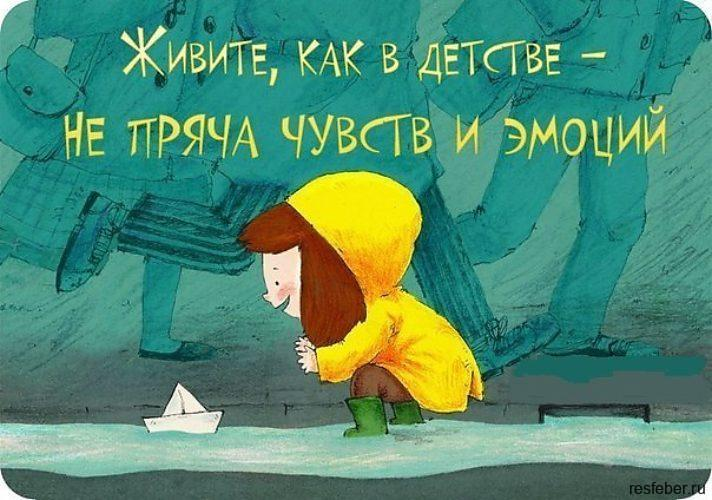 Живите, как в детстве –
не пряча чувств и эмоций
resfeber.ru